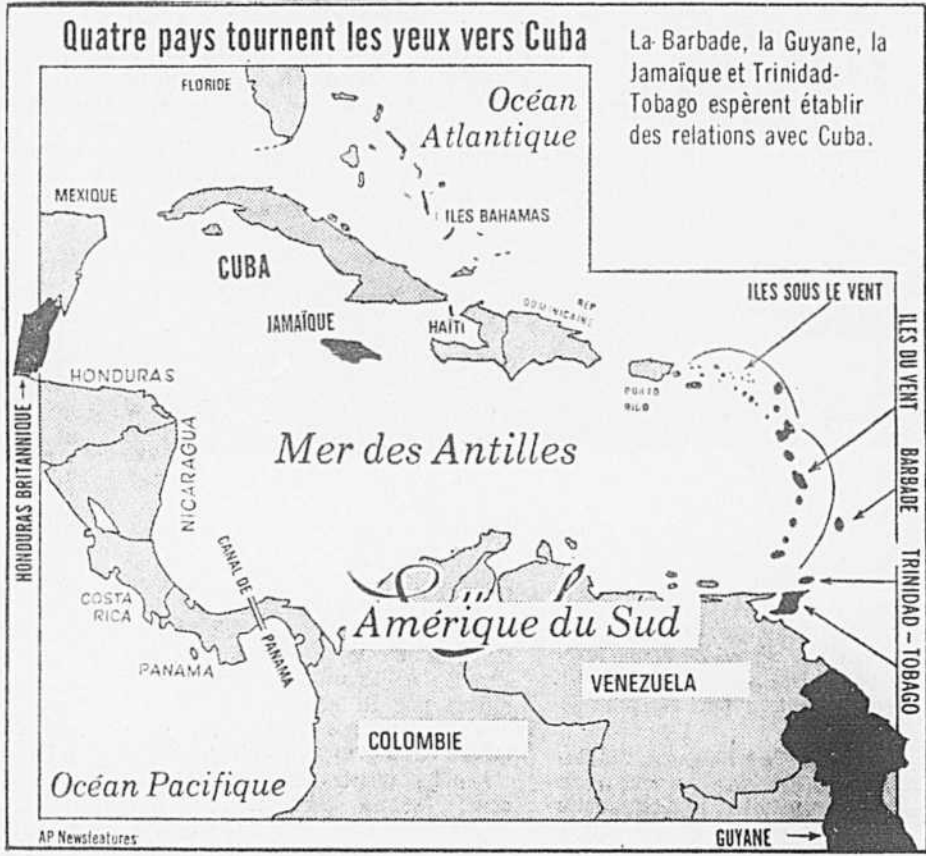 Quatre pays tournent les yeux vers Cuba
La Barbade, la Guyane, la
Jamaïque et Trinidad-
Tobago espèrent établir
des relations avec Cuba.
FLORIDE
Océan
Atlantique
MEXIQUE
ILES BAHAMAS
CUBA
ILES SOUS LE VENT
JAMAÏQUE
HAÏTI
RÉP
DOMINICAINE
PORTO
RICO
HONDURAS
ILES DU VENT
HONDURAS BRITANNIQUE
NICARAGUA
Mer des Antilles
BARBADE
CANAL DE
PANAMA
COSTA
RICA
TRINIDAD - TOBAGO
Amérique du Sud
PANAMA
VENEZUELA
COLOMBIE
Océan Pacifique
AP Newsfeatures
GUYANE